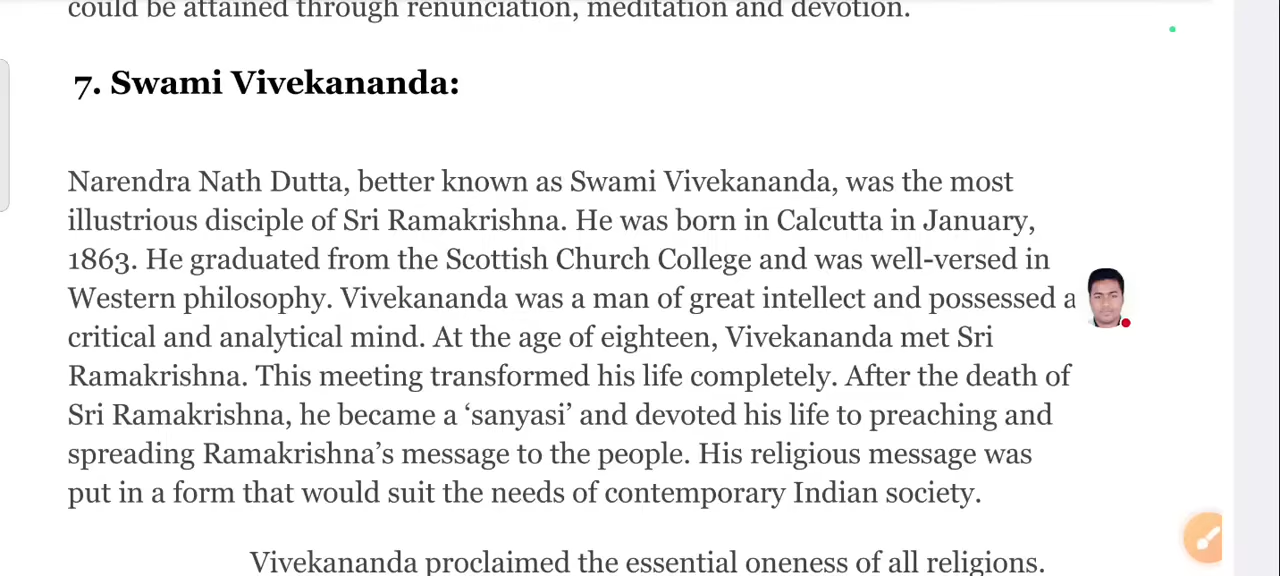 could be attained through renunciation, meditation and devotion.
7. Swami Vivekananda:
Narendra Nath Dutta, better known as Swami Vivekananda, was the most
illustrious disciple of Sri Ramakrishna. He was born in Calcutta in January,
1863. He graduated from the Scottish Church College and was well-versed in
Western philosophy. Vivekananda was a man of great intellect and possessed a
critical and analytical mind. At the age of eighteen, Vivekananda met Sri
Ramakrishna. This meeting transformed his life completely. After the death of
Sri Ramakrishna, he became a ‘sanyasi’ and devoted his life to preaching and
spreading Ramakrishna’s message to the people. His religious message was
put in a form that would suit the needs of contemporary Indian society.
Vivekananda proclaimed the essential oneness of all religions.